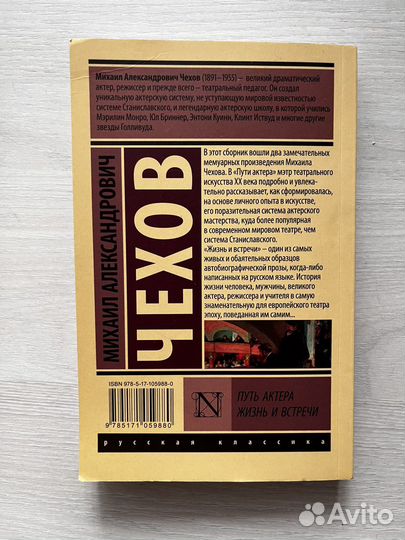 Михаил Александрович Чехов (1891–1955) – великий драматический
актер, режиссер и прежде всего – театральный педагог. Он создал
уникальную актерскую систему, не уступающую мировой известностью
системе Станиславского, и легендарную актерскую школу, в которой учились
Мэрилин Монро, Юл Бриннер, Энтони Куинн, Клинт Иствуд и многие другие
звезды Голливуда.
МИХАИЛ АЛЕКСАНДРОВИЧ
ЧЕХОВ
В этот сборник вошли два замечательных
мемуарных произведения Михаила
Чехова. В «Пути актера» мэтр театрального
искусства XX века подробно и увлека-
тельно рассказывает, как сформировалась,
на основе личного опыта в искусстве,
его поразительная система актерского
мастерства, куда более популярная
в современном мировом театре, чем
система Станиславского.
«Жизнь и встречи» – один из самых
живых и обаятельных образцов
автобиографической прозы, когда-либо
написанных на русском языке. История
жизни человека, мужчины, великого
актера, режиссера и учителя в самую
знаменательную для европейского театра
эпоху, поведанная им самим...
ISBN 978-5-17-105988-0
9 785171 059880
N
ПУТЬ АКТЕРА
ЖИЗНЬ И ВСТРЕЧИ
русская классика
Avito